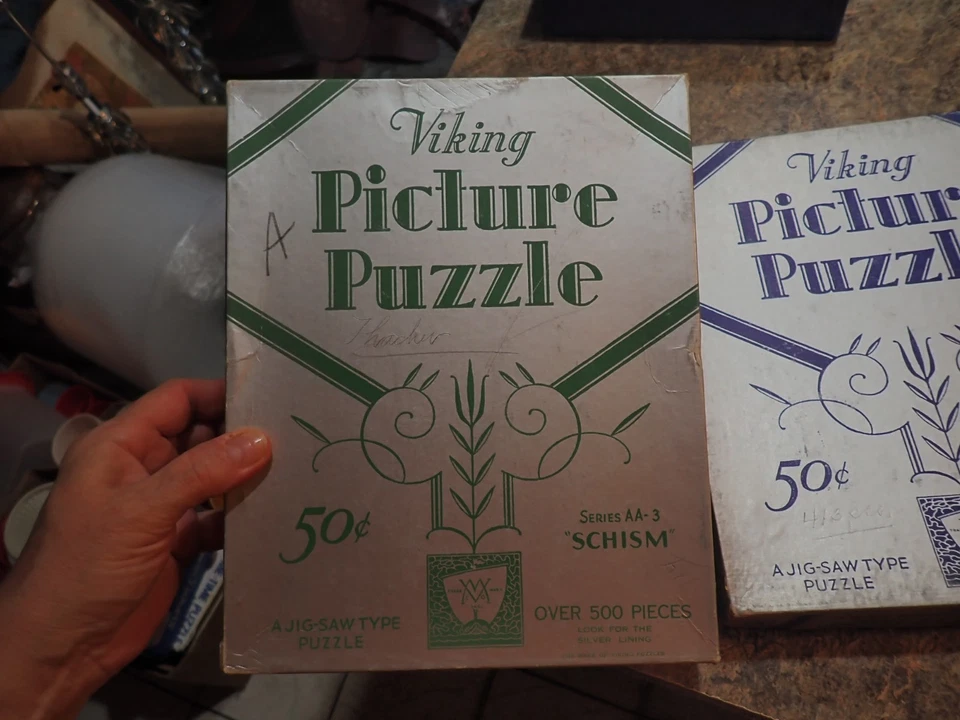 Viking
Picture
Puzzle
A
50¢
SERIES AA-3
"SCHISM"
A JIG-SAW TYPE
PUZZLE
OVER 500 PIECES
LOOK FOR THE
SILVER LINING
Viking
Pictur
Puzzl
50¢
A JIG-SAW TYPE
PUZZLE